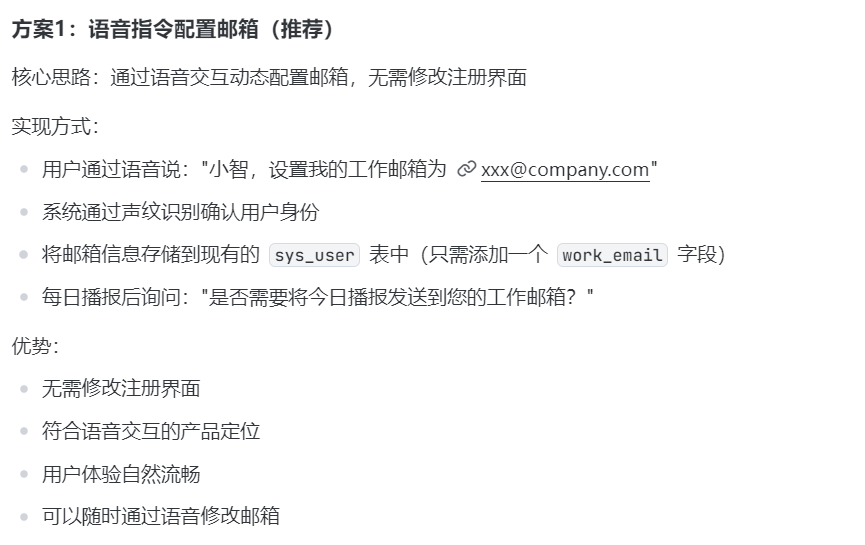 方案1：语音指令配置邮箱（推荐）
核心思路：通过语音交互动态配置邮箱，无需修改注册界面
实现方式：
用户通过语音说："小智，设置我的工作邮箱为 xxx@company.com"
系统通过声纹识别确认用户身份
将邮箱信息存储到现有的 sys_user 表中（只需添加一个 work_email 字段）
每日播报后询问："是否需要将今日播报发送到您的工作邮箱？"
优势：
无需修改注册界面
符合语音交互的产品定位
用户体验自然流畅
可以随时通过语音修改邮箱